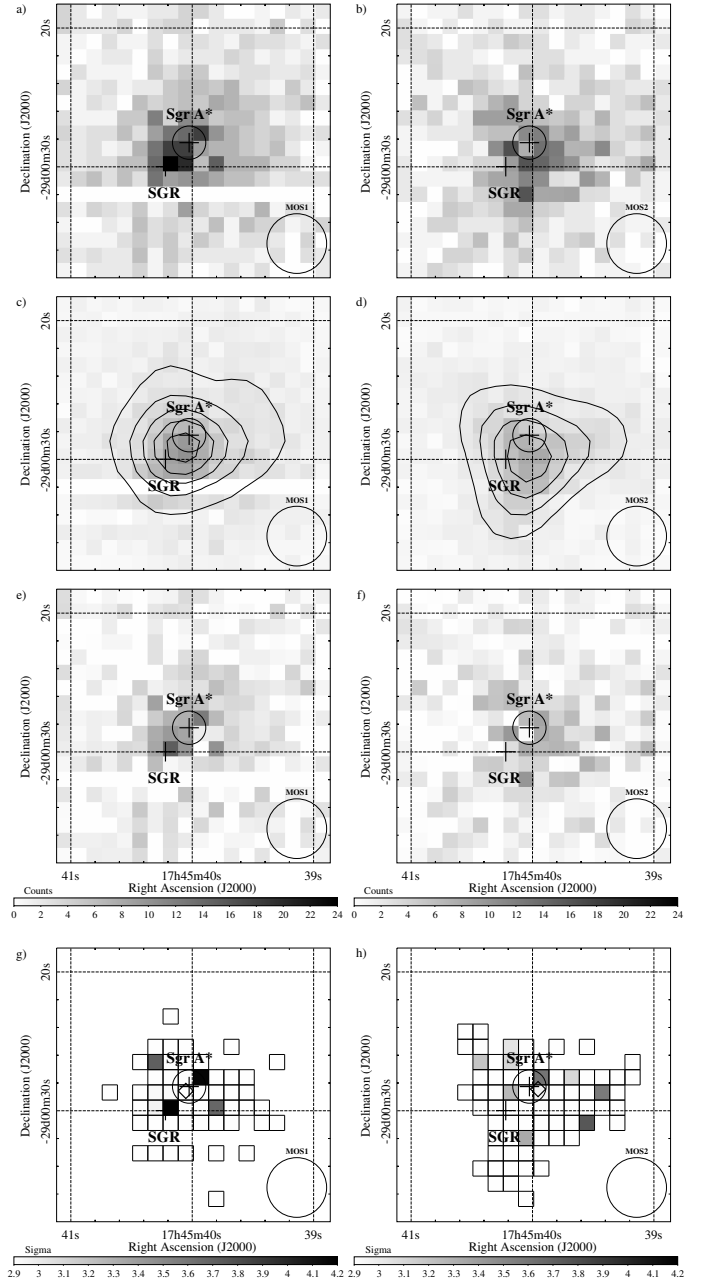 a)
b)
20s
Sgr A*
Sgr A*
Declination (J2000)
-29d00m30s
Declination (J2000)
-29d00m30s
SGR
SGR
MOS1
MOS2
c)
d)
20s
20s
Sgr A*
Sgr A*
Declination (J2000)
-29d00m30s
Declination (J2000)
-29d00m30s
SGR
SGR
MOS1
MOS2
e)
f)
20s
20s
Sgr A*
Sgr A*
Declination (J2000)
-29d00m30s
Declination (J2000)
-29d00m30s
SGR
SGR
MOS1
MOS2
41s 17h45m40s 39s
41s 17h45m40s 39s
Counts Right Ascension (J2000)
Counts Right Ascension (J2000)
0 2 4 6 8 10 12 14 16 18 20 22 24
0 2 4 6 8 10 12 14 16 18 20 22 24
g)
h)
20s
20s
Sgr A*
Sgr A*
Declination (J2000)
-29d00m30s
Declination (J2000)
-29d00m30s
SGR
SGR
MOS1
MOS2
41s 17h45m40s 39s
41s 17h45m40s 39s
Sigma Right Ascension (J2000)
Sigma Right Ascension (J2000)
2.9 3.1 3.2 3.3 3.4 3.5 3.6 3.7 3.8 3.9 4 4.1 4.2
2.9 3 3.1 3.2 3.3 3.4 3.6 3.7 3.8 3.9 4 4.1 4.2